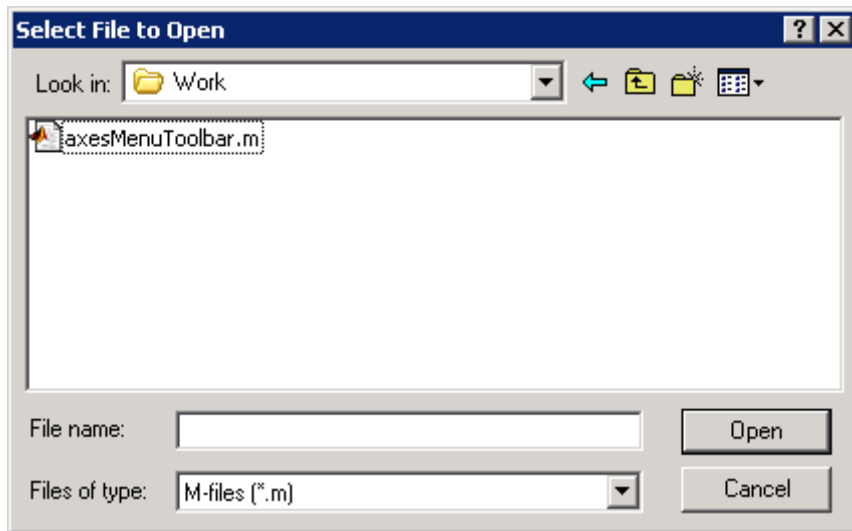 Select File to Open
Look in: Work
axesMenuToolbar.m
File name: Open
Files of type: M-files (*.m) Cancel